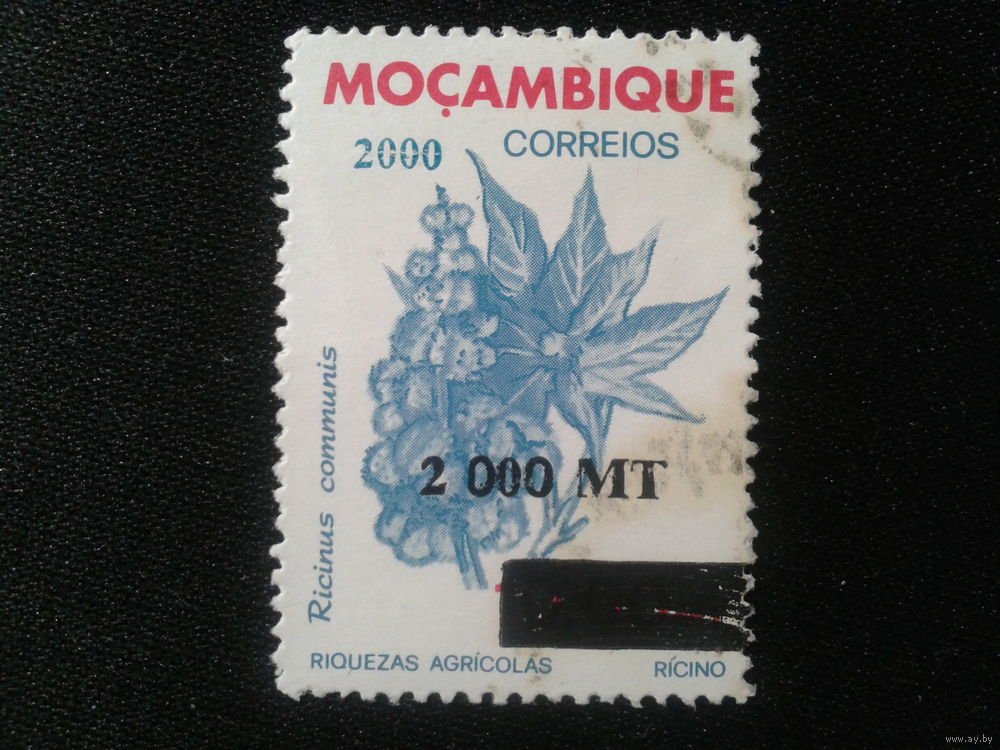 MOÇAMBIQUE
CORREIOS
2000
Ricinus communis
2 000 MT
RIQUEZAS AGRÍCOLAS
RÍCINO
www.ay.by